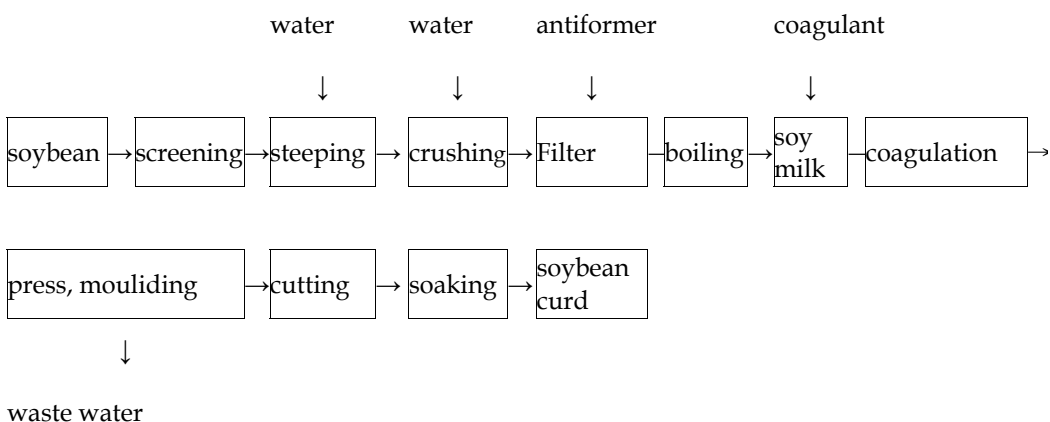 water water antiformer coagulant
↓ ↓ ↓ ↓
soybean → screening → steeping → crushing → Filter – boiling → soy milk – coagulation →
press, mouliding → cutting → soaking → soybean curd
↓
waste water